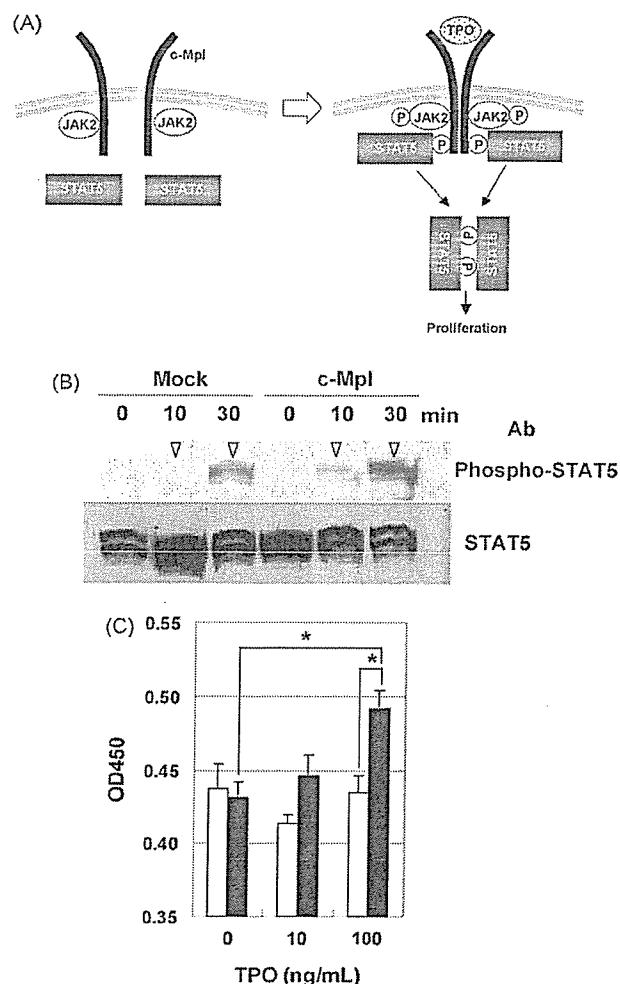 (A)
c-Mpl
TPO
JAK2
JAK2
P
JAK2
JAK2
P
STAT5
STAT5
STAT5
P
P
STAT5
STAT5
P
P
STAT5
Proliferation
(B)
Mock
c-Mpl
0
10
30
0
10
30
min
Ab
Phospho-STAT5
STAT5
(C)
0.55
*
*
0.50
0.45
0.40
0.35
OD450
0
10
100
TPO (ng/mL)